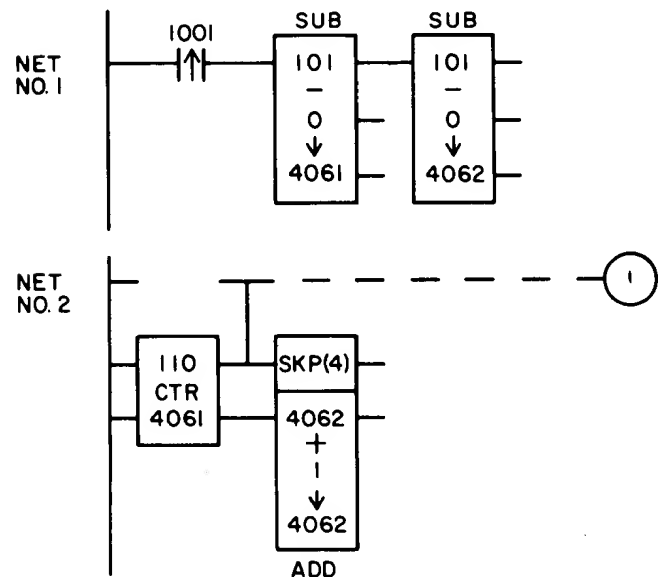 NET
NO. 1
1001
SUB
101
–
0
↓
4061
SUB
101
–
0
↓
4062
NET
NO. 2
1
110
CTR
4061
SKP(4)
4062
+
1
↓
4062
ADD